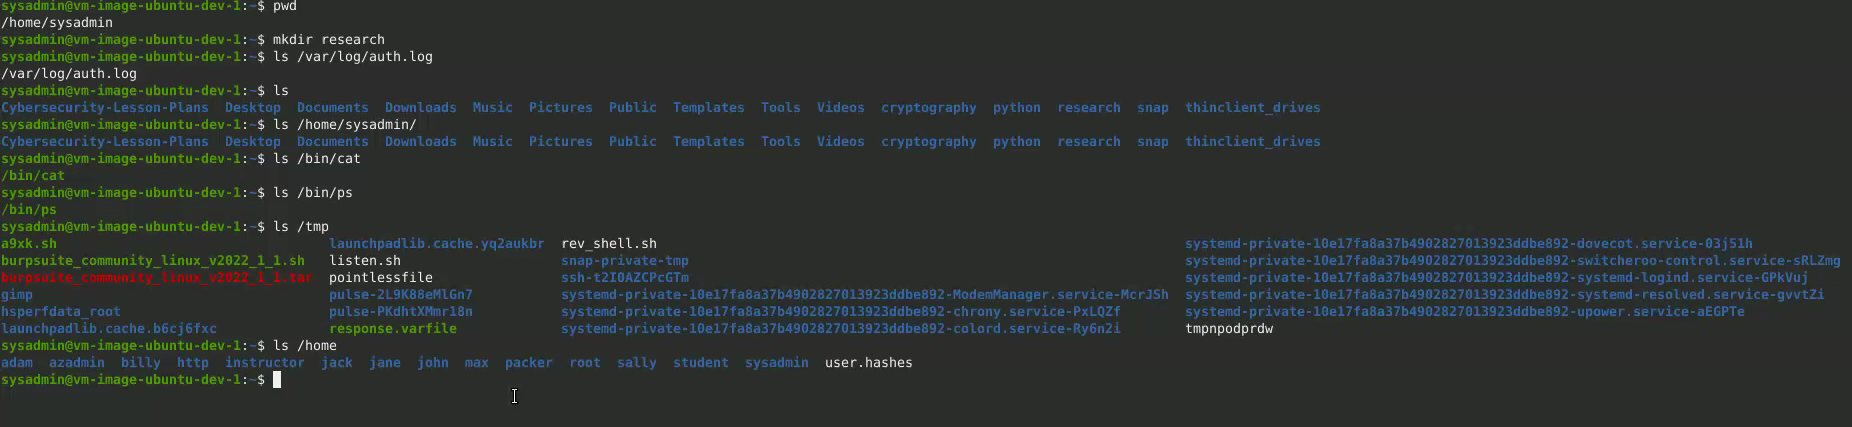 sysadmin@vm-image-ubuntu-dev-1:~$ pwd
/home/sysadmin
sysadmin@vm-image-ubuntu-dev-1:~$ mkdir research
sysadmin@vm-image-ubuntu-dev-1:~$ ls /var/log/auth.log
/var/log/auth.log
sysadmin@vm-image-ubuntu-dev-1:~$ ls
Cybersecurity-Lesson-Plans  Desktop  Documents  Downloads  Music  Pictures  Public  Templates  Tools  Videos  cryptography  python  research  snap  thinclient_drives
sysadmin@vm-image-ubuntu-dev-1:~$ ls /home/sysadmin/
Cybersecurity-Lesson-Plans  Desktop  Documents  Downloads  Music  Pictures  Public  Templates  Tools  Videos  cryptography  python  research  snap  thinclient_drives
sysadmin@vm-image-ubuntu-dev-1:~$ ls /bin/cat
/bin/cat
sysadmin@vm-image-ubuntu-dev-1:~$ ls /bin/ps
/bin/ps
sysadmin@vm-image-ubuntu-dev-1:~$ ls /tmp
a9xk.sh  launchpadlib.cache.yq2aukbr  rev_shell.sh  systemd-private-10e17fa8a37b4902827013923ddbe892-dovecot.service-03j51h
burpsuite_community_linux_v2022_1_1.sh  listen.sh  snap-private-tmp  systemd-private-10e17fa8a37b4902827013923ddbe892-switcheroo-control.service-sRLZmg
burpsuite_community_linux_v2022_1_1.tar  pointlessfile  ssh-t2I0AZCPcGTm  systemd-private-10e17fa8a37b4902827013923ddbe892-systemd-logind.service-GPkVuj
gimp  pulse-2L9K88eMlGn7  systemd-private-10e17fa8a37b4902827013923ddbe892-ModemManager.service-McrJSh  systemd-private-10e17fa8a37b4902827013923ddbe892-systemd-resolved.service-gvvtZi
hsperfdata_root  pulse-PKdhtXMmr18n  systemd-private-10e17fa8a37b4902827013923ddbe892-chrony.service-PxLQZf  systemd-private-10e17fa8a37b4902827013923ddbe892-upower.service-aEGPTe
launchpadlib.cache.b6cj6fxc  response.varfile  systemd-private-10e17fa8a37b4902827013923ddbe892-colord.service-Ry6n2i  tmpnpodprdw
sysadmin@vm-image-ubuntu-dev-1:~$ ls /home
adam  azadmin  billy  http  instructor  jack  jane  john  max  packer  root  sally  student  sysadmin  user.hashes
sysadmin@vm-image-ubuntu-dev-1:~$